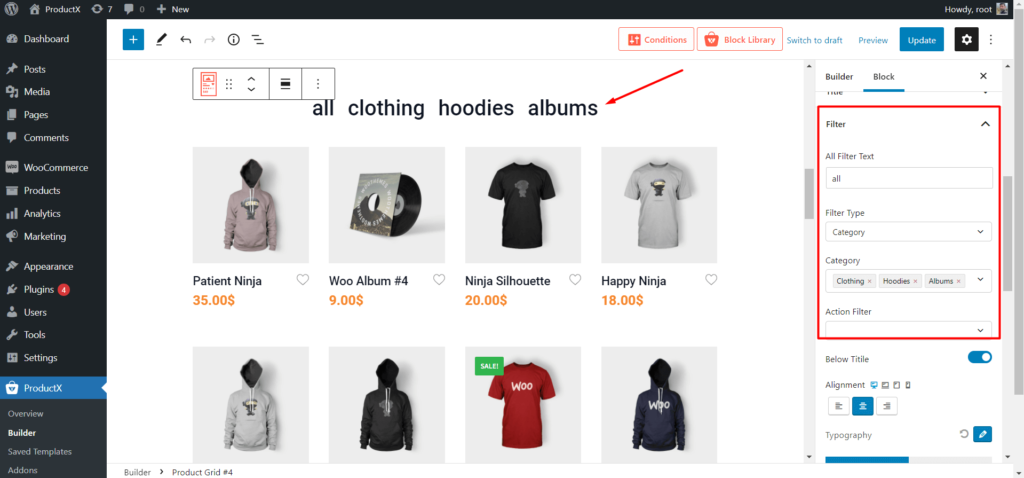 ProductX 7 0 New Howdy, root
Dashboard
Posts
Media
Pages
Comments
WooCommerce
Products
Analytics
Marketing
Appearance
Plugins 4
Users
Tools
Settings
ProductX
Overview
Builder
Saved Templates
Addons
Conditions Block Library Switch to draft Preview Update
all clothing hoodies albums
Patient Ninja
35.00$
Woo Album #4
9.00$
Ninja Silhouette
20.00$
Happy Ninja
18.00$
SALE!
WOO
WOO
Builder Block
Title
Filter
All Filter Text
all
Filter Type
Category
Category
Clothing × Hoodies × Albums ×
Action Filter
Below Titile
Alignment
Typography
Builder > Product Grid #4